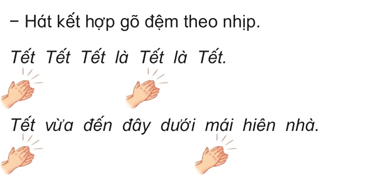 – Hát kết hợp gõ đệm theo nhịp.
Tết Tết Tết là Tết là Tết.
Tết vừa đến đây dưới mái hiên nhà.